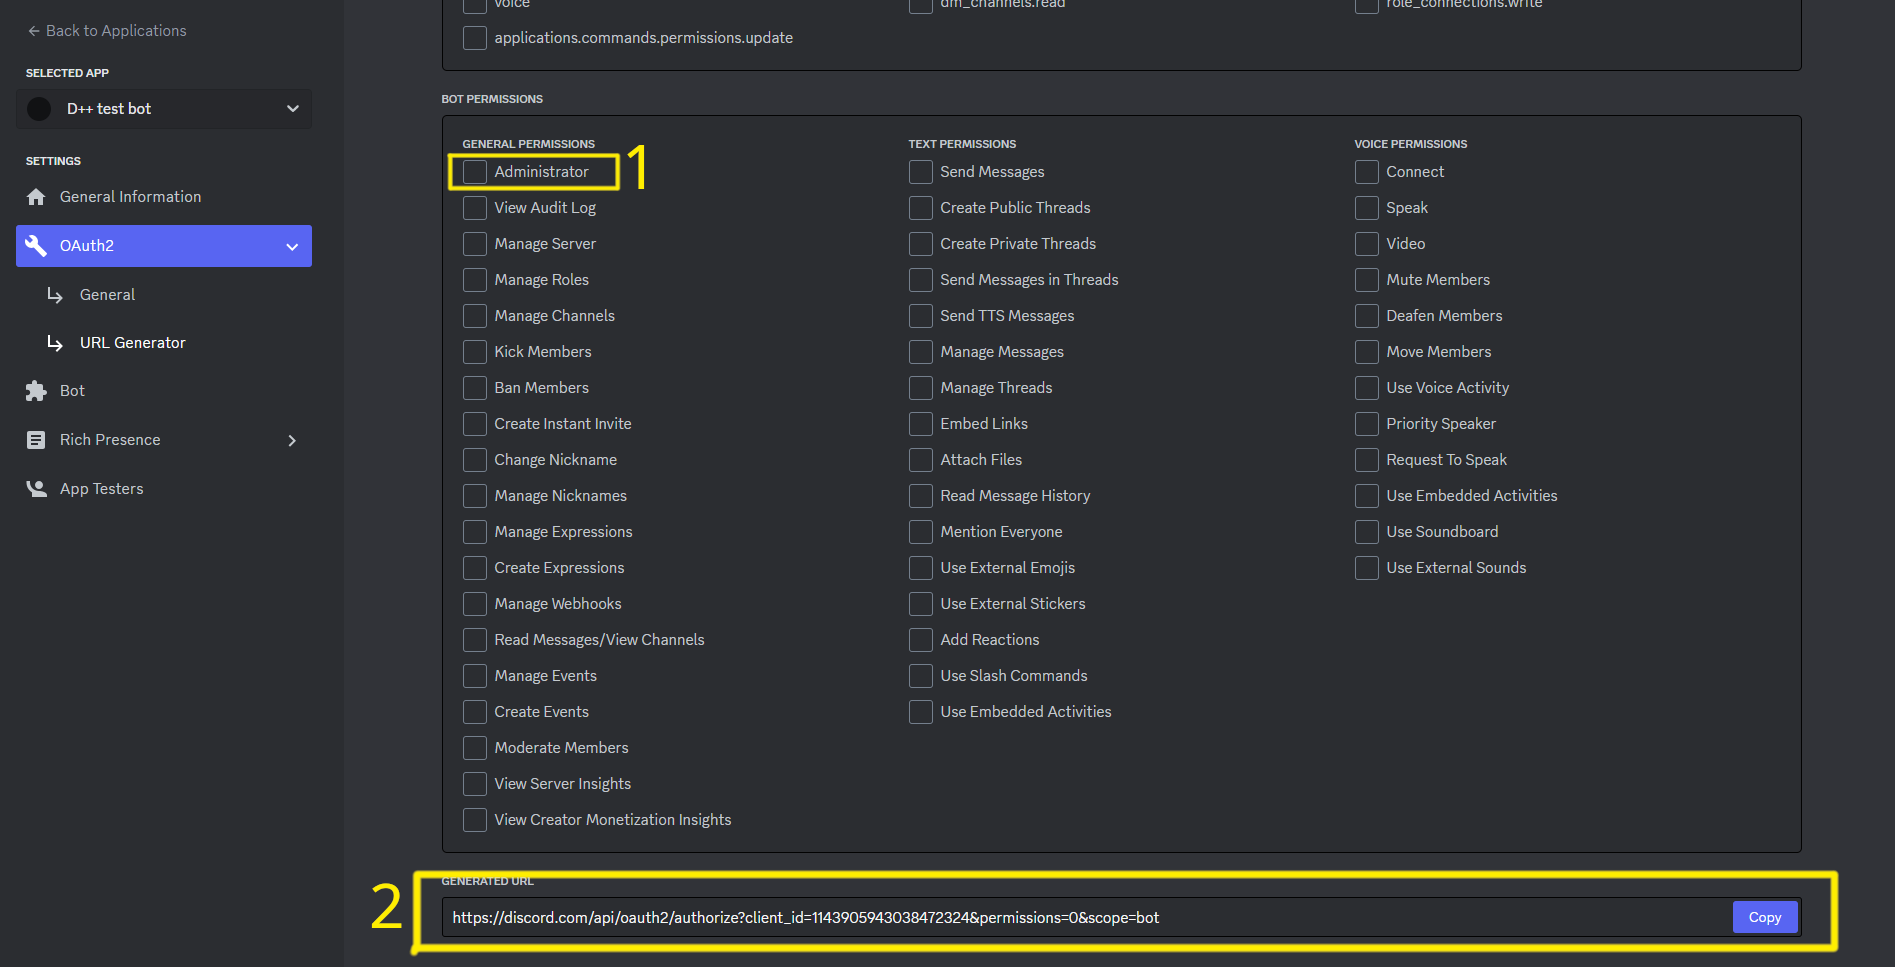 Back to Applications
SELECTED APP
D++ test bot
SETTINGS
General Information
OAuth2
General
URL Generator
Bot
Rich Presence
App Testers
voice
dm_channels.read
role_connections.write
applications.commands.permissions.update
BOT PERMISSIONS
GENERAL PERMISSIONS
Administrator
1
View Audit Log
Manage Server
Manage Roles
Manage Channels
Kick Members
Ban Members
Create Instant Invite
Change Nickname
Manage Nicknames
Manage Expressions
Create Expressions
Manage Webhooks
Read Messages/View Channels
Manage Events
Create Events
Moderate Members
View Server Insights
View Creator Monetization Insights
TEXT PERMISSIONS
Send Messages
Create Public Threads
Create Private Threads
Send Messages in Threads
Send TTS Messages
Manage Messages
Manage Threads
Embed Links
Attach Files
Read Message History
Mention Everyone
Use External Emojis
Use External Stickers
Add Reactions
Use Slash Commands
Use Embedded Activities
VOICE PERMISSIONS
Connect
Speak
Video
Mute Members
Deafen Members
Move Members
Use Voice Activity
Priority Speaker
Request To Speak
Use Embedded Activities
Use Soundboard
Use External Sounds
2
GENERATED URL
https://discord.com/api/oauth2/authorize?client_id=1143905943038472324&permissions=0&scope=bot
Copy